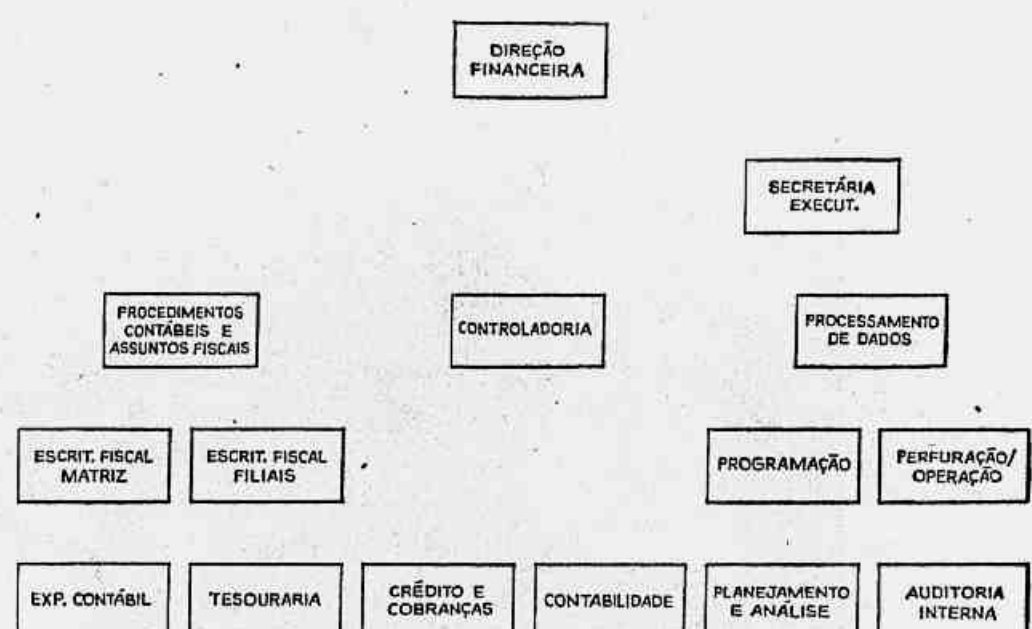 DIREÇÃO
FINANCEIRA
SECRETÁRIA
EXECUT.
PROCEDIMENTOS
CONTÁBEIS E
ASSUNTOS FISCAIS
CONTROLADORIA
PROCESSAMENTO
DE DADOS
ESCRIT. FISCAL
MATRIZ
ESCRIT. FISCAL
FILIAIS
PROGRAMAÇÃO
PERFURAÇÃO/
OPERAÇÃO
EXP. CONTÁBIL
TESOURARIA
CRÉDITO E
COBRANÇAS
CONTABILIDADE
PLANEJAMENTO
E ANÁLISE
AUDITORIA
INTERNA